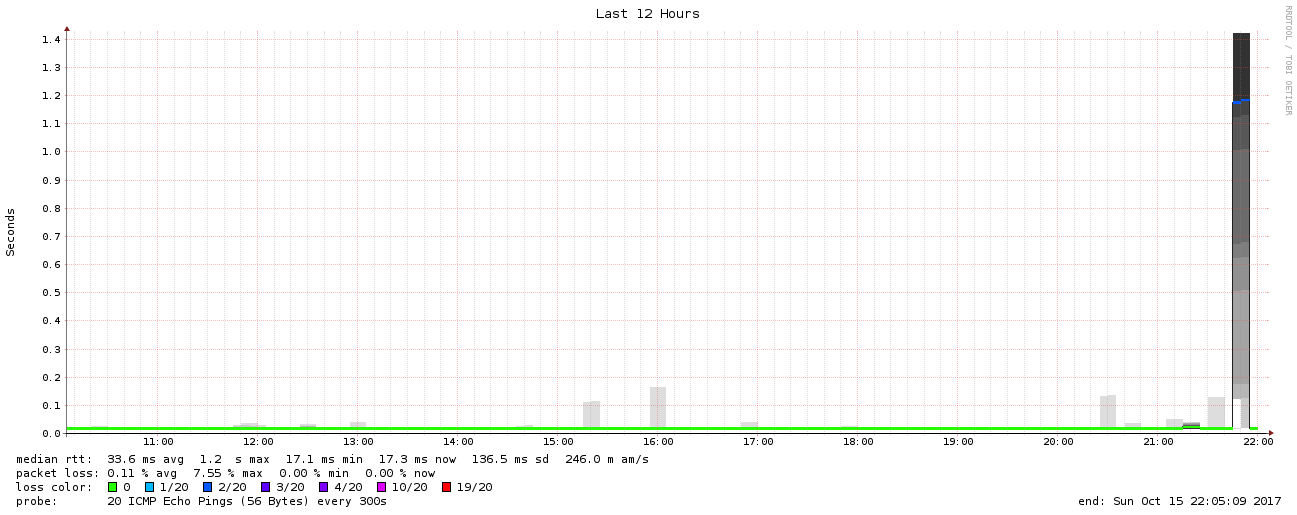 Last 12 Hours
RRDTOOL / TOBI OETIKER
Seconds
1.4
1.3
1.2
1.1
1.0
0.9
0.8
0.7
0.6
0.5
0.4
0.3
0.2
0.1
0.0
11:00 12:00 13:00 14:00 15:00 16:00 17:00 18:00 19:00 20:00 21:00 22:00
median rtt: 33.6 ms avg 1.2 s max 17.1 ms min 17.3 ms now 136.5 ms sd 246.0 m am/s
packet loss: 0.11 % avg 7.55 % max 0.00 % min 0.00 % now
loss color: 0 1/20 2/20 3/20 4/20 10/20 19/20
probe: 20 ICMP Echo Pings (56 Bytes) every 300s end: Sun Oct 15 22:05:09 2017